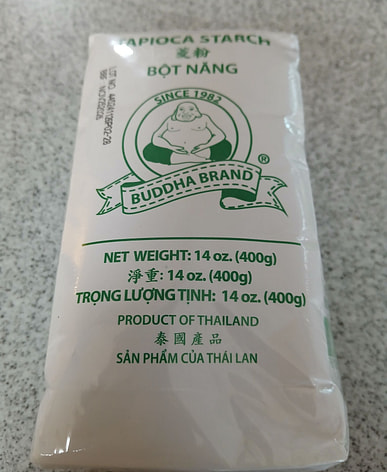 TAPIOCA STARCH
菱粉
BỘT NĂNG
SINCE 1982
®
BUDDHA BRAND
NET WEIGHT: 14 oz. (400g)
淨重: 14 oz. (400g)
TRỌNG LƯỢNG TỊNH: 14 oz. (400g)
PRODUCT OF THAILAND
泰國產品
SẢN PHẨM CỦA THÁI LAN
LOT NO.